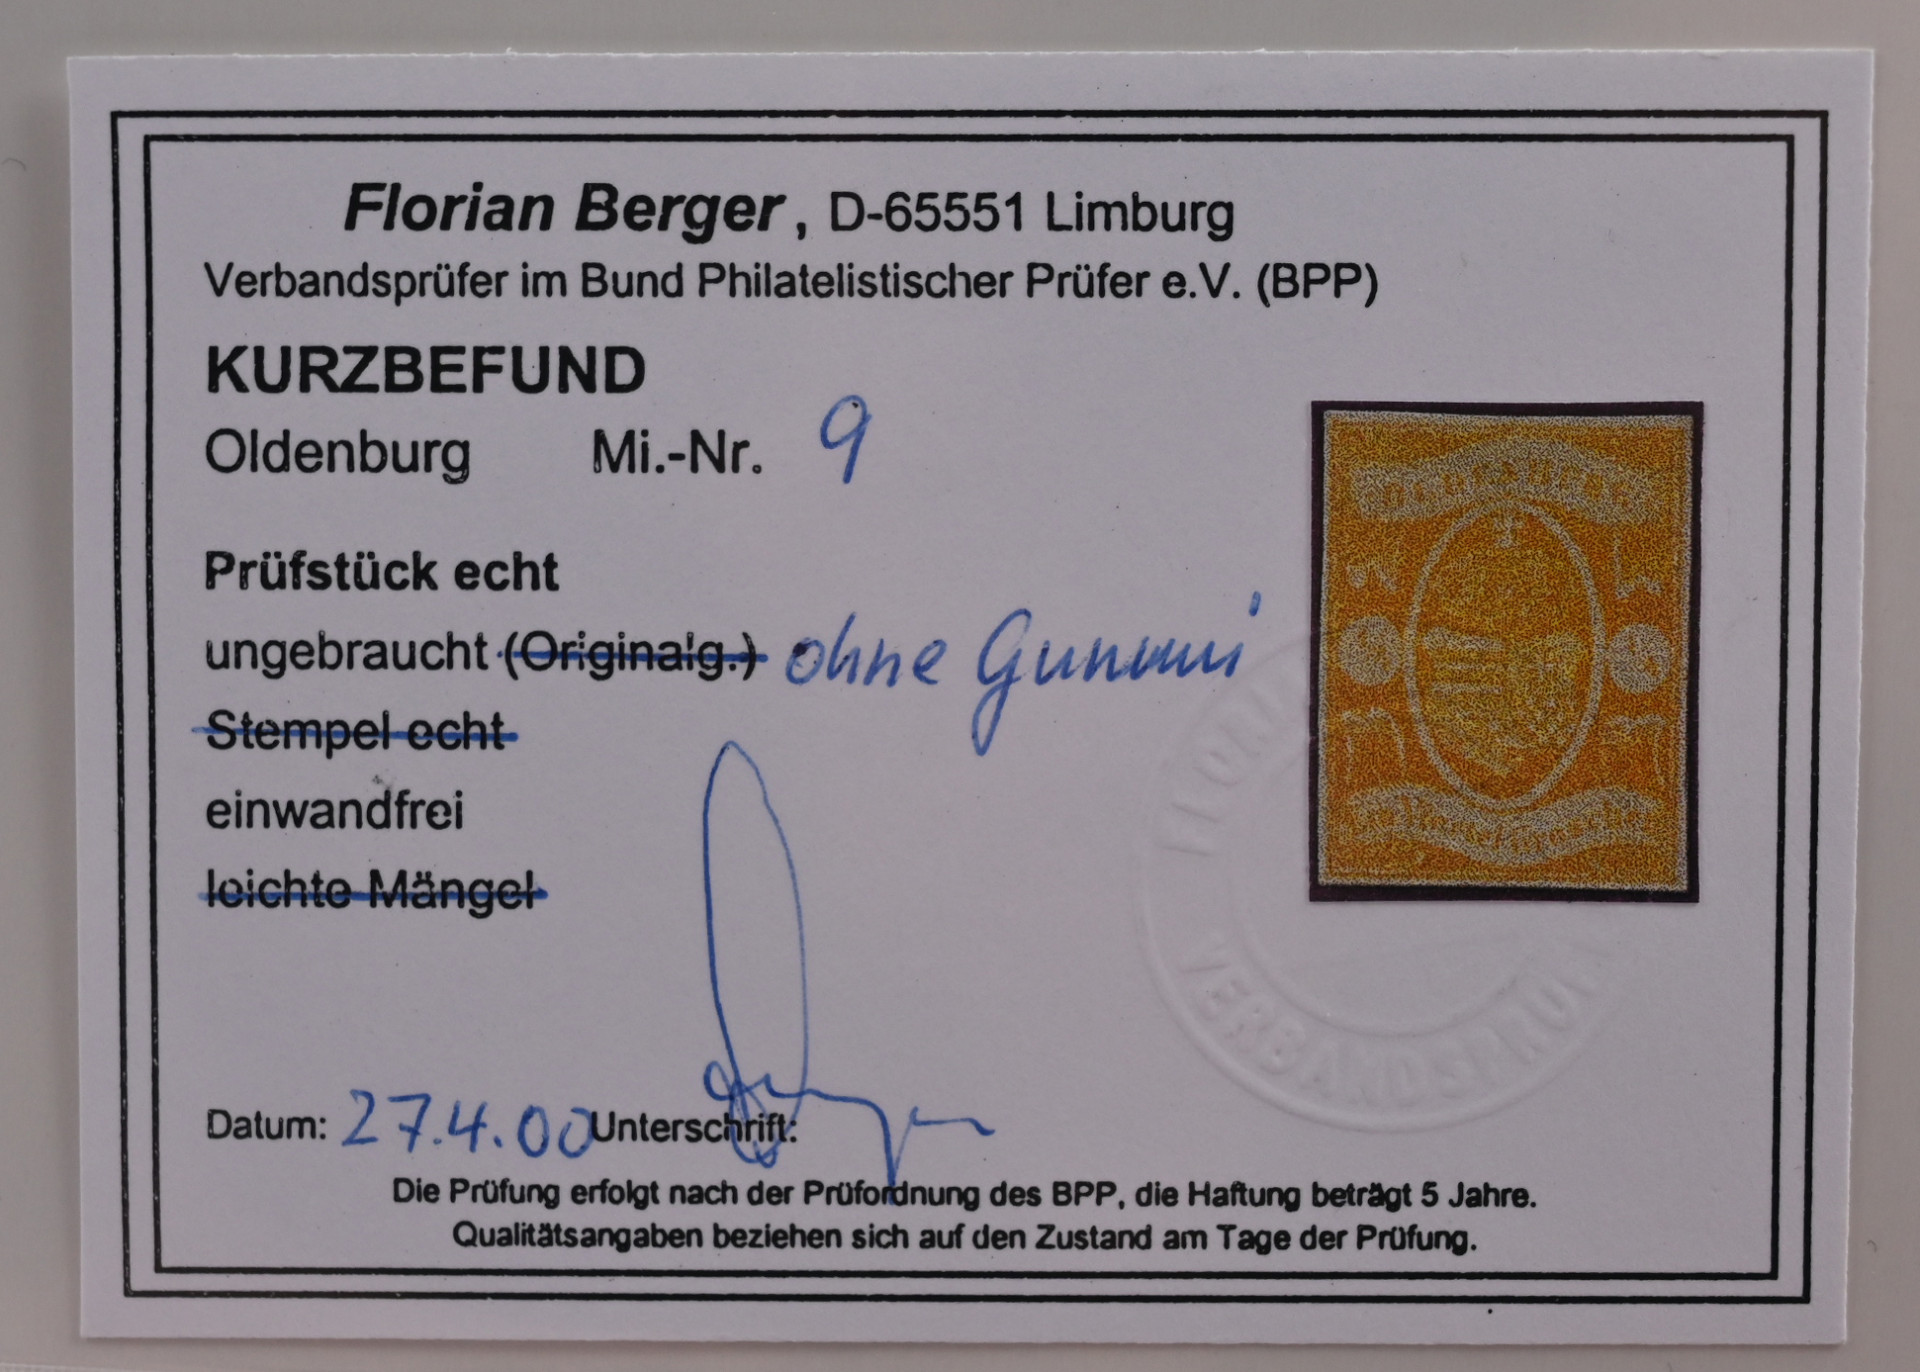 Florian Berger, D-65551 Limburg
Verbandsprüfer im Bund Philatelistischer Prüfer e.V. (BPP)
KURZBEFUND
Oldenburg Mi.-Nr. 9
Prüfstück echt
ungebraucht (Originalg.) ohne Gummi
Stempel echt
einwandfrei
leichte Mängel
VERBANDSPRÜF
Datum: 27.4.00 Unterschrift:
Die Prüfung erfolgt nach der Prüfordnung des BPP, die Haftung beträgt 5 Jahre.
Qualitätsangaben beziehen sich auf den Zustand am Tage der Prüfung.